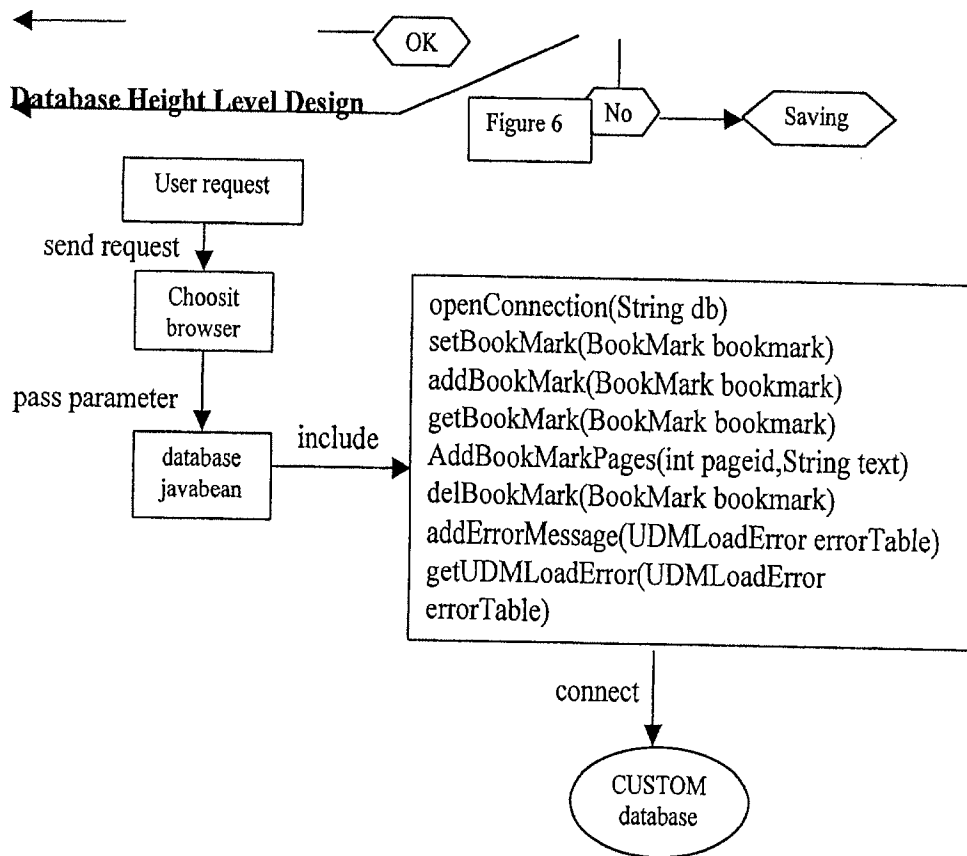 OK
Database Height Level Design
Figure 6
No
Saving
User request
send request
Choosit
browser
pass parameter
database
javabean
include
openConnection(String db)
setBookMark(BookMark bookmark)
addBookMark(BookMark bookmark)
getBookMark(BookMark bookmark)
AddBookMarkPages(int pageid,String text)
delBookMark(BookMark bookmark)
addErrorMessage(UDMLoadError errorTable)
getUDMLoadError(UDMLoadError
errorTable)
connect
CUSTOM
database